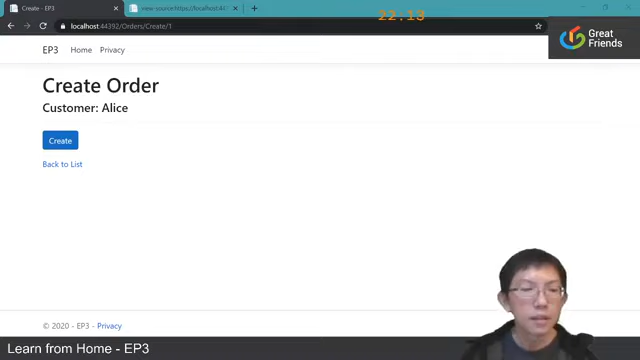 Create - EP3
view-source:https://localhost:443
22:13
localhost:44392/Orders/Create/1
Great
Friends
EP3 Home Privacy
Create Order
Customer: Alice
Create
Back to List
© 2020 - EP3 - Privacy
Learn from Home - EP3